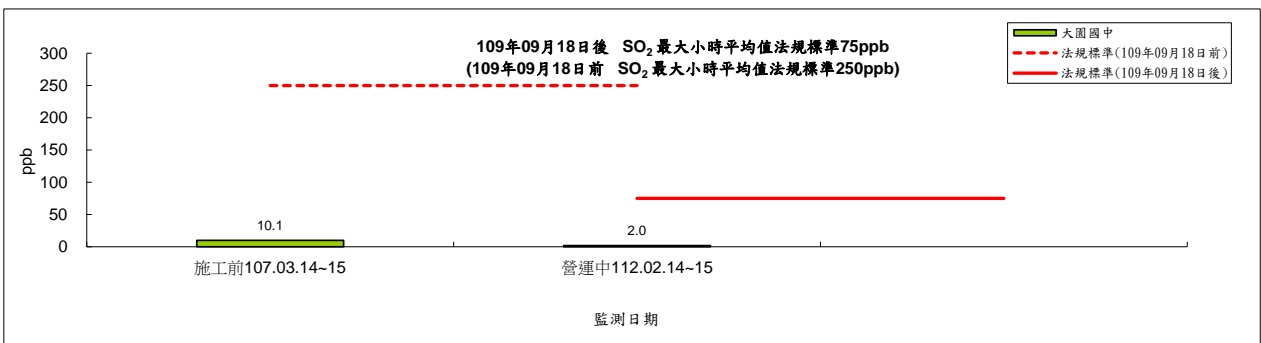 109年09月18日後 SO₂最大小時平均值法規標準75ppb
(109年09月18日前 SO₂最大小時平均值法規標準250ppb)
大園國中
法規標準(109年09月18日前)
法規標準(109年09月18日後)
300
250
200
150
100
50
0
ppb
10.1
2.0
施工前107.03.14~15
營運中112.02.14~15
監測日期